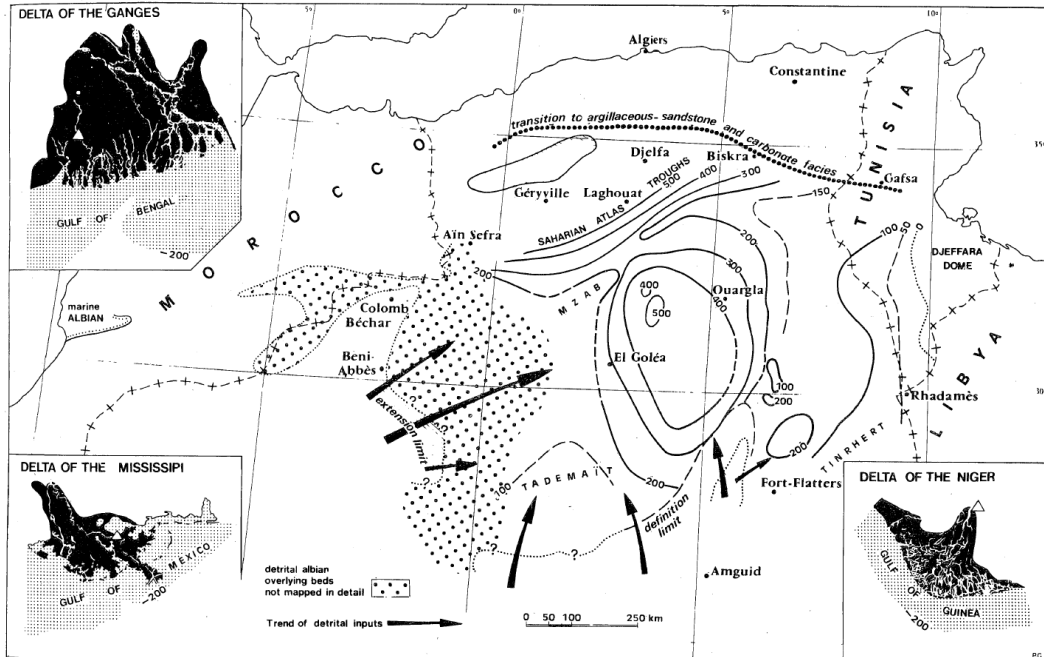 DELTA OF THE GANGES
GULF OF BENGAL
200
5°
0°
5°
10°
Algiers
Constantine
TUNISIA
transition to argillaceous-sandstone and carbonate facies
Djelfa
Biskra
Gafsa
MOROCCO
Géryville
Laghouat
SAHARIAN ATLAS TROUGHS
500
400
300
150
100
50
0
DJEFFARA
DOME
Aïn Sefra
200
200
300
400
MZAB
Ouargla
400
500
marine
ALBIAN
Colomb
Béchar
Beni-
Abbès
El Goléa
100
200
Rhadamès
LIBYA
?
extension limit
?
?
?
100
TADEMAÏT
200
definition
limit
200
TINRHERT
Fort-Flatters
?
?
Amguid
DELTA OF THE MISSISSIPI
GULF OF MEXICO
200
DELTA OF THE NIGER
GULF OF GUINEA
200
detrital albian
overlying beds
not mapped in detail
Trend of detrital inputs
0 50 100 250 km